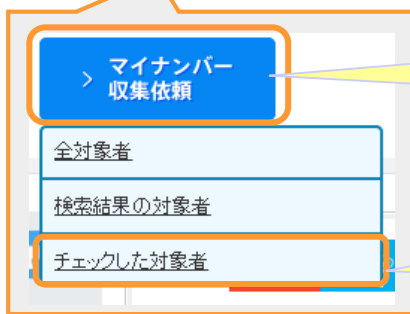 > マイナンバー
収集依頼
全対象者
検索結果の対象者
チェックした対象者